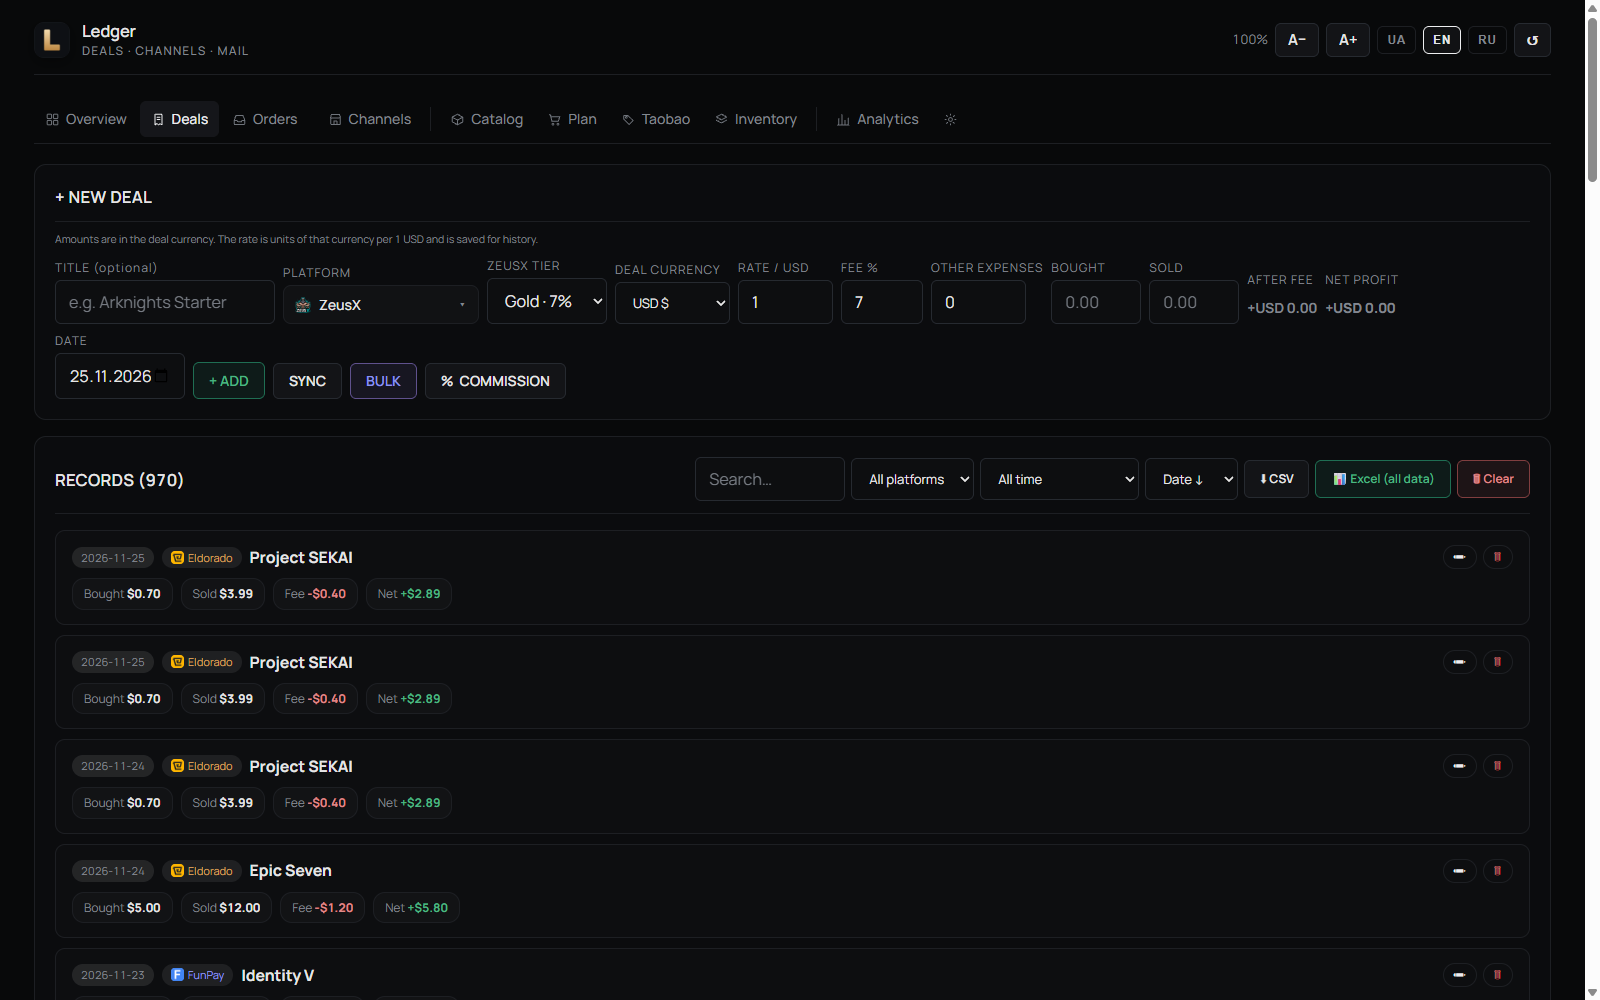 Ledger
DEALS · CHANNELS · MAIL
100% A− A+ UA EN RU ↺
Overview Deals Orders Channels Catalog Plan Taobao Inventory Analytics
+ NEW DEAL
Amounts are in the deal currency. The rate is units of that currency per 1 USD and is saved for history.
TITLE (optional) PLATFORM ZEUSX TIER DEAL CURRENCY RATE / USD FEE % OTHER EXPENSES BOUGHT SOLD AFTER FEE NET PROFIT
e.g. Arknights Starter ZeusX Gold · 7% USD $ 1 7 0 0.00 0.00 +USD 0.00 +USD 0.00
DATE
25.11.2026 + ADD SYNC BULK % COMMISSION
RECORDS (970) Search... All platforms All time Date ↓ ⬇CSV Excel (all data) Clear
2026-11-25 Eldorado Project SEKAI
Bought $0.70 Sold $3.99 Fee -$0.40 Net +$2.89
2026-11-25 Eldorado Project SEKAI
Bought $0.70 Sold $3.99 Fee -$0.40 Net +$2.89
2026-11-24 Eldorado Project SEKAI
Bought $0.70 Sold $3.99 Fee -$0.40 Net +$2.89
2026-11-24 Eldorado Epic Seven
Bought $5.00 Sold $12.00 Fee -$1.20 Net +$5.80
2026-11-23 FunPay Identity V